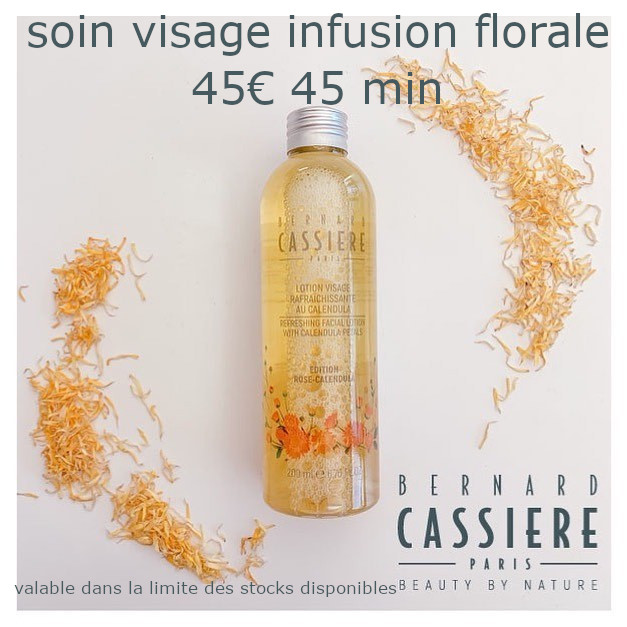 soin visage infusion florale
45€ 45 min
BERNARD
CASSIERE
PARIS
LOTION VISAGE
RAFRAÎCHISSANTE
AU CALENDULA
REFRESHING FACIAL LOTION
WITH CALENDULA PETALS
EDITION
ROSE-CALENDULA
BERNARD
CASSIERE
PARIS
BEAUTY BY NATURE
valable dans la limite des stocks disponibles